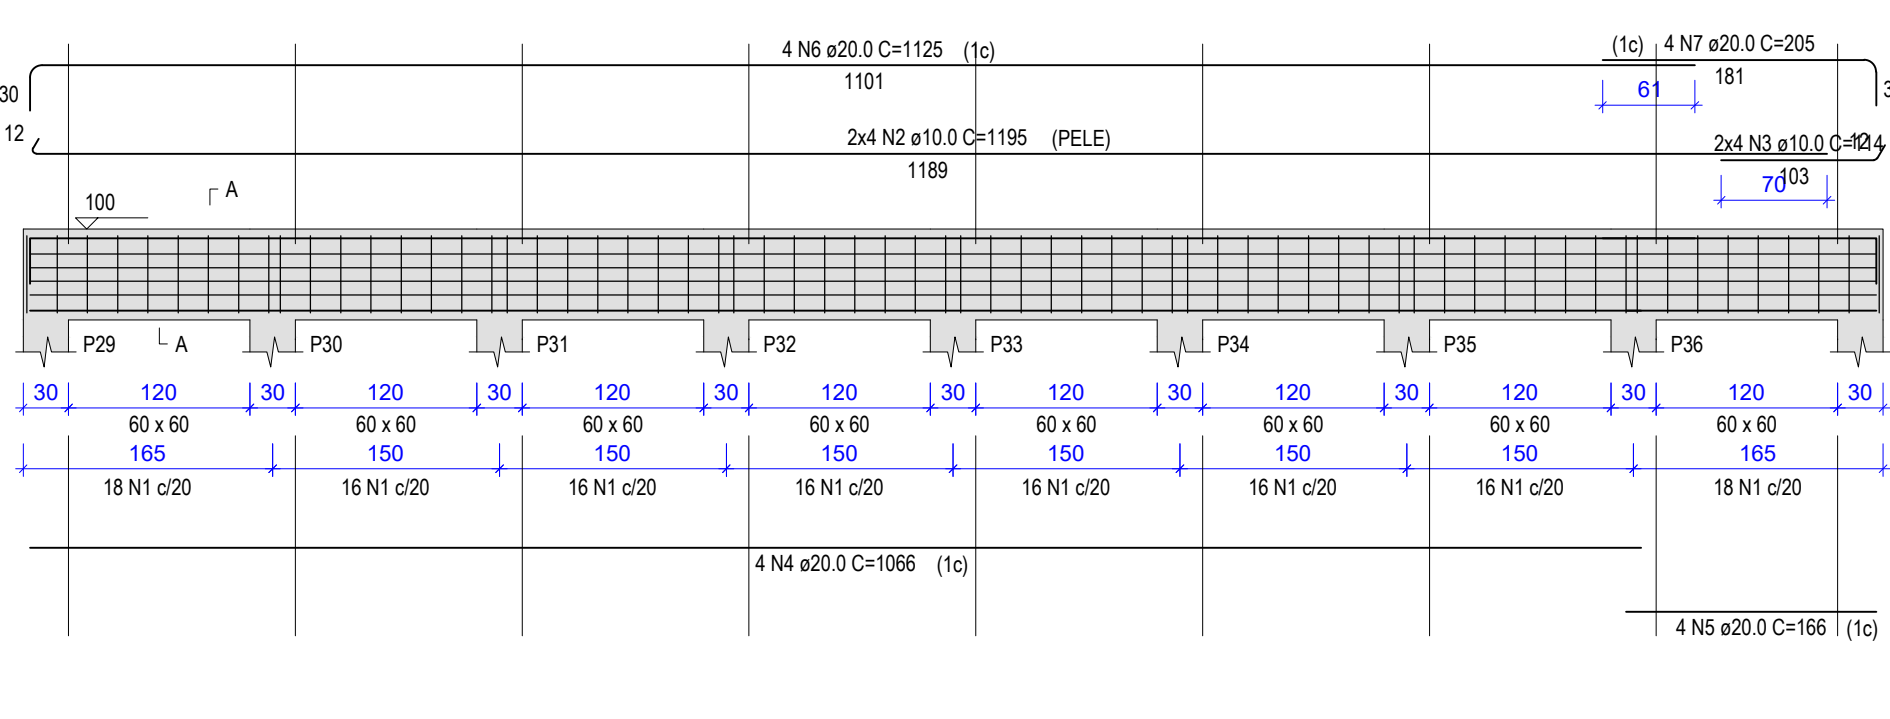 4 N6 ø20.0 C=1125 (1c)
1101
(1c) 4 N7 ø20.0 C=205
181
61
30
3
12
2x4 N2 ø10.0 C=1195 (PELE)
1189
2x4 N3 ø10.0 C=114
12
103
70
A
100
P29
A
P30
P31
P32
P33
P34
P35
P36
30 120 30 120 30 120 30 120 30 120 30 120 30 120 30 120 30
60 x 60 60 x 60 60 x 60 60 x 60 60 x 60 60 x 60 60 x 60 60 x 60
165 150 150 150 150 150 150 165
18 N1 c/20 16 N1 c/20 16 N1 c/20 16 N1 c/20 16 N1 c/20 16 N1 c/20 16 N1 c/20 18 N1 c/20
4 N4 ø20.0 C=1066 (1c)
4 N5 ø20.0 C=166 (1c)